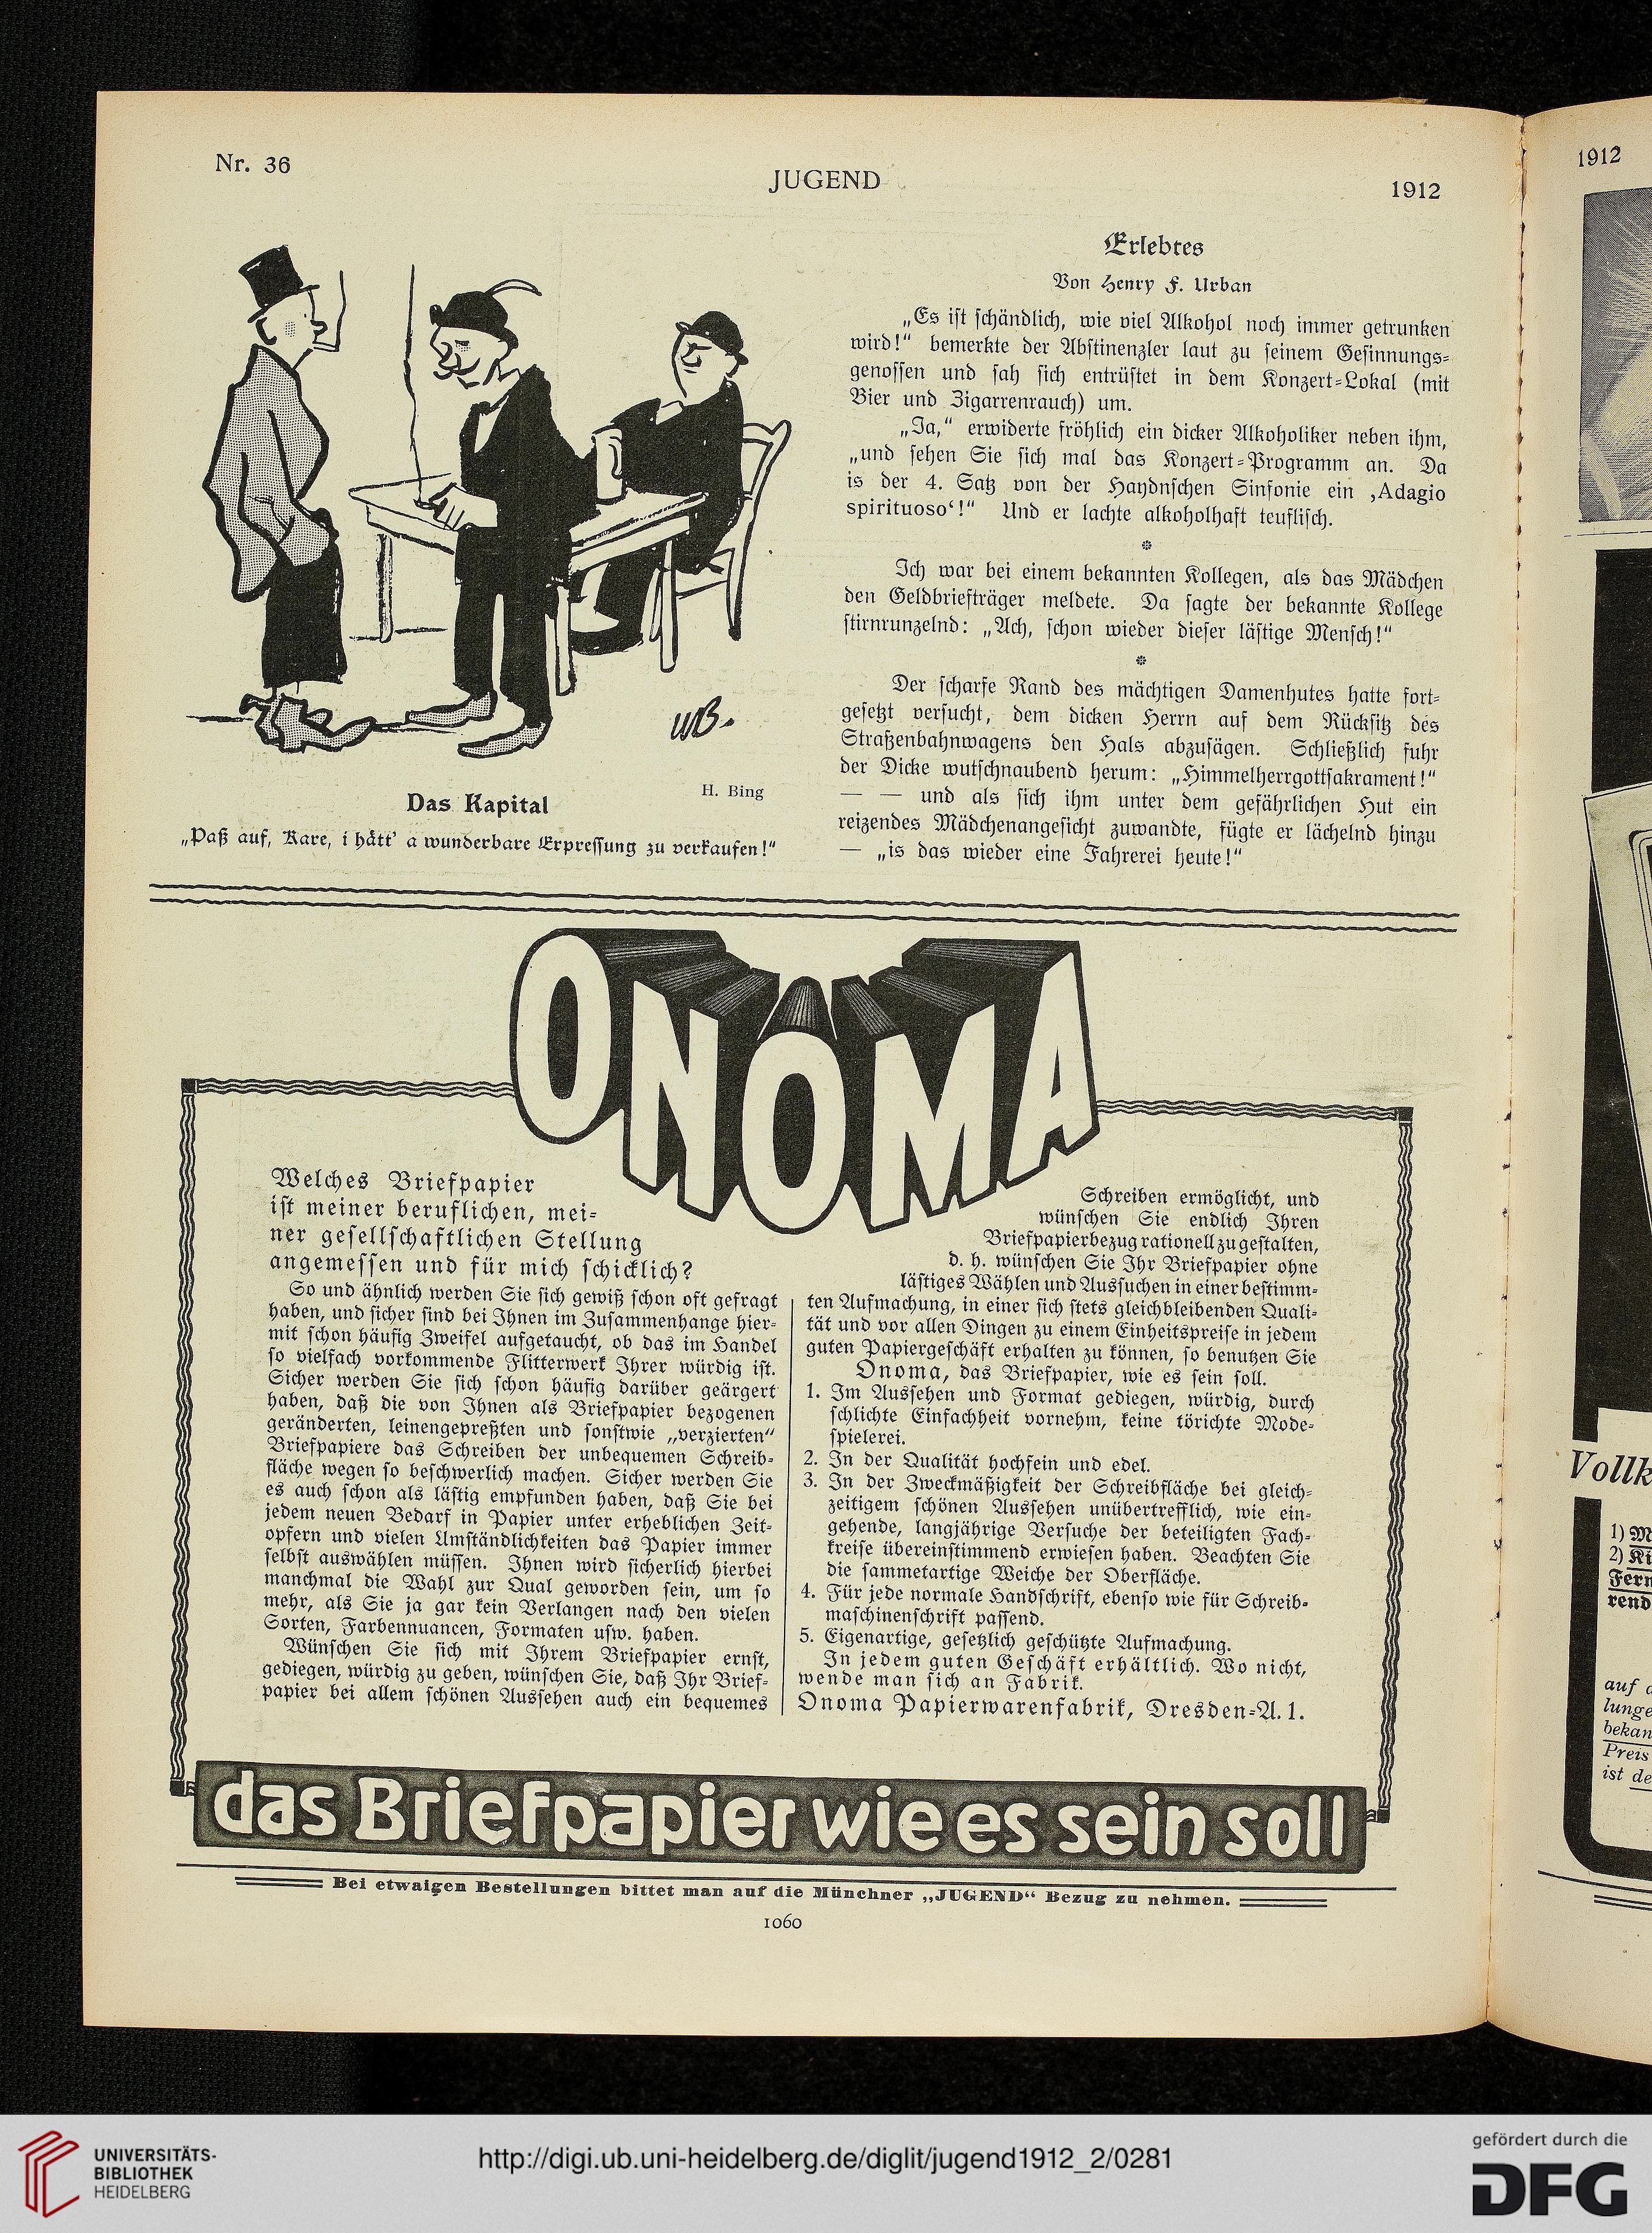 Nr. 36
JUGEND
1912
H. Bing
Das Kapital
„Paß auf, Kare, i hätt' a wunderbare Erpressung zu verkaufen!"
Erlebtes
Von Henry F. Urban
„Es ist schändlich, wie viel Alkohol noch immer getrunken
wird!" bemerkte der Abstinenzler laut zu seinem Gesinnungs-
genossen und sah sich entrüstet in dem Konzert-Lokal (mit
Bier und Zigarrenrauch) um.
„Ja," erwiderte fröhlich ein dicker Alkoholiker neben ihm,
„und sehen Sie sich mal das Konzert-Programm an. Da
is der 4. Satz von der Haydnschen Sinfonie ein ‚Adagio
spirituoso‘!" Und er lachte alkoholhaft teuflisch.
Ich war bei einem bekannten Kollegen, als das Mädchen
den Geldbriefträger meldete. Da sagte der bekannte Kollege
stirnrunzelnd: „Ach, schon wieder dieser lästige Mensch!"
Der scharfe Rand des mächtigen Damenhutes hatte fort-
gesetzt versucht, dem dicken Herrn auf dem Rücksitz des
Straßenbahnwagens den Hals abzusägen. Schließlich fuhr
der Dicke wutschnaubend herum: „Himmelherrgottsakrament!"
— — und als sich ihm unter dem gefährlichen Hut ein
reizendes Mädchenangesicht zuwandte, fügte er lächelnd hinzu
— „is das wieder eine Fahrerei heute!"
ONOMA
Welches Briefpapier
ist meiner beruflichen, mei-
ner gesellschaftlichen Stellung
angemessen und für mich schicklich?
So und ähnlich werden Sie sich gewiß schon oft gefragt
haben, und sicher sind bei Ihnen im Zusammenhange hier-
mit schon häufig Zweifel aufgetaucht, ob das im Handel
so vielfach vorkommende Flitterwerk Ihrer würdig ist.
Sicher werden Sie sich schon häufig darüber geärgert
haben, daß die von Ihnen als Briefpapier bezogenen
geränderten, leinengepreßten und sonstwie „verzierten"
Briefpapiere das Schreiben der unbequemen Schreib-
fläche wegen so beschwerlich machen. Sicher werden Sie
es auch schon als lästig empfunden haben, daß Sie bei
jedem neuen Bedarf in Papier unter erheblichen Zeit-
opfern und vielen Umständlichkeiten das Papier immer
selbst auswählen müssen. Ihnen wird sicherlich hierbei
manchmal die Wahl zur Qual geworden sein, um so
mehr, als Sie ja gar kein Verlangen nach den vielen
Sorten, Farbennuancen, Formaten usw. haben.
Wünschen Sie sich mit Ihrem Briefpapier ernst,
gediegen, würdig zu geben, wünschen Sie, daß Ihr Brief-
papier bei allem schönen Aussehen auch ein bequemes
Schreiben ermöglicht, und
wünschen Sie endlich Ihren
Briefpapierbezug rationell zu gestalten,
d. h. wünschen Sie Ihr Briefpapier ohne
lästiges Wählen und Aussuchen in einer bestimm-
ten Aufmachung, in einer sich stets gleichbleibenden Quali-
tät und vor allen Dingen zu einem Einheitspreise in jedem
guten Papiergeschäft erhalten zu können, so benutzen Sie
Onoma, das Briefpapier, wie es sein soll.
1. Im Aussehen und Format gediegen, würdig, durch
schlichte Einfachheit vornehm, keine törichte Mode-
spielerei.
2. In der Qualität hochfein und edel.
3. In der Zweckmäßigkeit der Schreibfläche bei gleich-
zeitigem schönen Aussehen unübertrefflich, wie ein-
gehende, langjährige Versuche der beteiligten Fach-
kreise übereinstimmend erwiesen haben. Beachten Sie
die sammetartige Weiche der Oberfläche.
4. Für jede normale Handschrift, ebenso wie für Schreib-
maschinenschrift passend.
5. Eigenartige, gesetzlich geschützte Aufmachung.
In jedem guten Geschäft erhältlich. Wo nicht,
wende man sich an Fabrik.
Onoma Papierwarenfabrik, Dresden-A. 1.
das Briefpapier wie es sein soll
Bei etwaigen Bestellungen bittet man auf die Münchner „JUGEND“ Bezug zu nehmen.
1060
1912
Vollk
1)
2)
Fern
rend
auf
lunge
bekan
Preis
ist de
UNIVERSITÄTS-
BIBLIOTHEK
HEIDELBERG
http://digi.ub.uni-heidelberg.de/diglit/jugend1912_2/0281
gefördert durch die
DFG